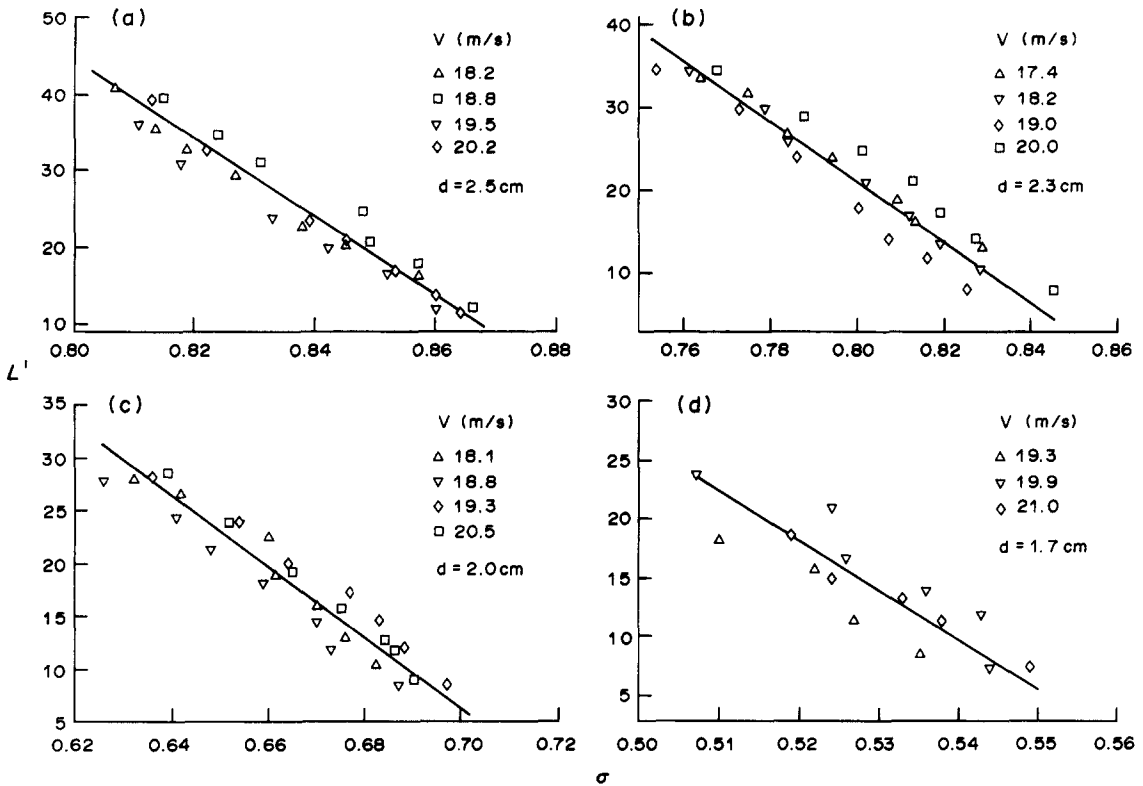 (a)
50
40
30
20
10
0.80 0.82 0.84 0.86 0.88
V (m/s)
△ 18.2
□ 18.8
▽ 19.5
◇ 20.2
d = 2.5 cm
(b)
40
30
20
10
0.76 0.78 0.80 0.82 0.84 0.86
V (m/s)
△ 17.4
▽ 18.2
◇ 19.0
□ 20.0
d = 2.3 cm
L'
(c)
35
30
25
20
15
10
5
0.62 0.64 0.66 0.68 0.70 0.72
V (m/s)
△ 18.1
▽ 18.8
◇ 19.3
□ 20.5
d = 2.0 cm
(d)
30
25
20
15
10
5
0.50 0.51 0.52 0.53 0.54 0.55 0.56
V (m/s)
△ 19.3
▽ 19.9
◇ 21.0
d = 1.7 cm
σ